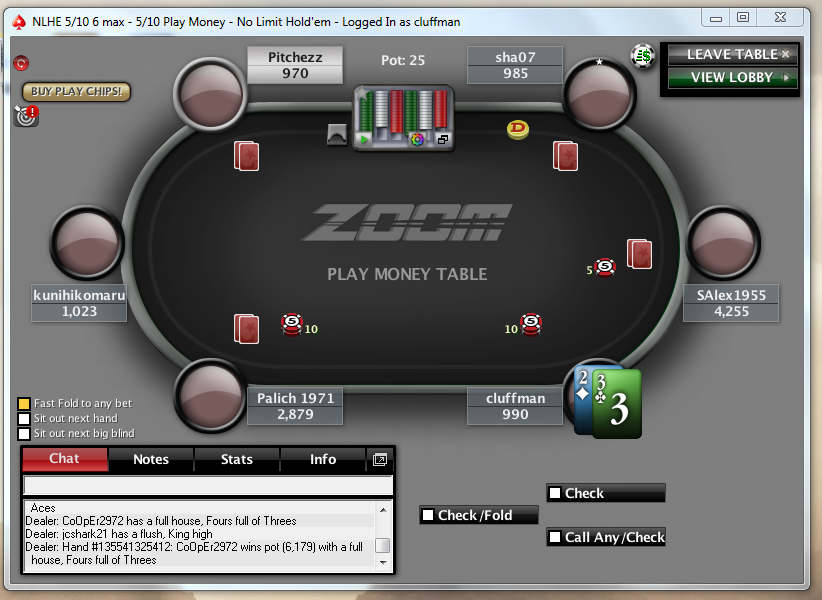 NLHE 5/10 6 max - 5/10 Play Money - No Limit Hold'em - Logged In as cluffman
Pitchezz
970
Pot: 25
sha07
985
LEAVE TABLE
VIEW LOBBY
BUY PLAY CHIPS!
D
ZOOM
PLAY MONEY TABLE
kunihikomaru
1,023
SAlex1955
4,255
5 5
5 10
10 5
Palich 1971
2,879
cluffman
990
2 3
3
Fast Fold to any bet
Sit out next hand
Sit out next big blind
Chat Notes Stats Info
Aces
Dealer: CoOpEr2972 has a full house, Fours full of Threes
Dealer: jcshark21 has a flush, King high
Dealer: Hand #135541325412: CoOpEr2972 wins pot (6,179) with a full
house, Fours full of Threes
Check/Fold
Check
Call Any/Check